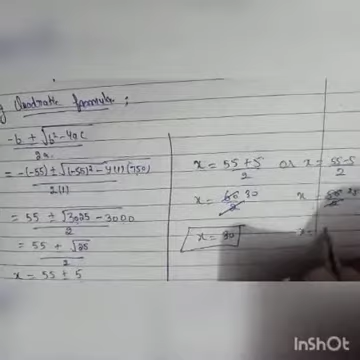 g Quadratic formula :
-b ± √b² - 4ac
2a
= -(-55) ± √(-55)² - 4(1)(750)
2(1)
= 55 ± √3025 - 3000
2
= 55 ± √25
2
x = 55 ± 5
x = 55 + 5 or x = 55 - 5
2 2
x = 60 30 x =
2
x = 30 x =
InShOt